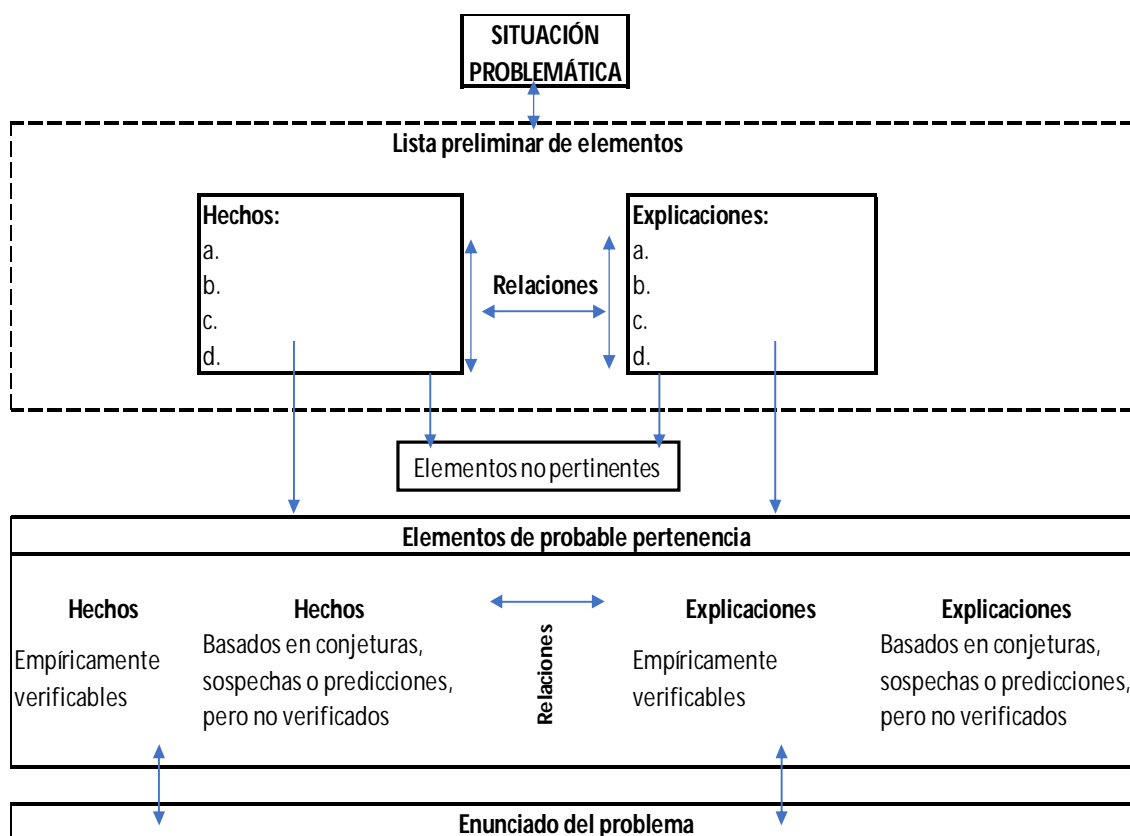 SITUACIÓN
PROBLEMÁTICA
Lista preliminar de elementos
Hechos:
a.
b.
c.
d.
Relaciones
Explicaciones:
a.
b.
c.
d.
Elementos no pertinentes
Elementos de probable pertenencia
Hechos
Empíricamente
verificables
Hechos
Basados en conjeturas,
sospechas o predicciones,
pero no verificados
Relaciones
Explicaciones
Empíricamente
verificables
Explicaciones
Basados en conjeturas,
sospechas o predicciones,
pero no verificados
Enunciado del problema